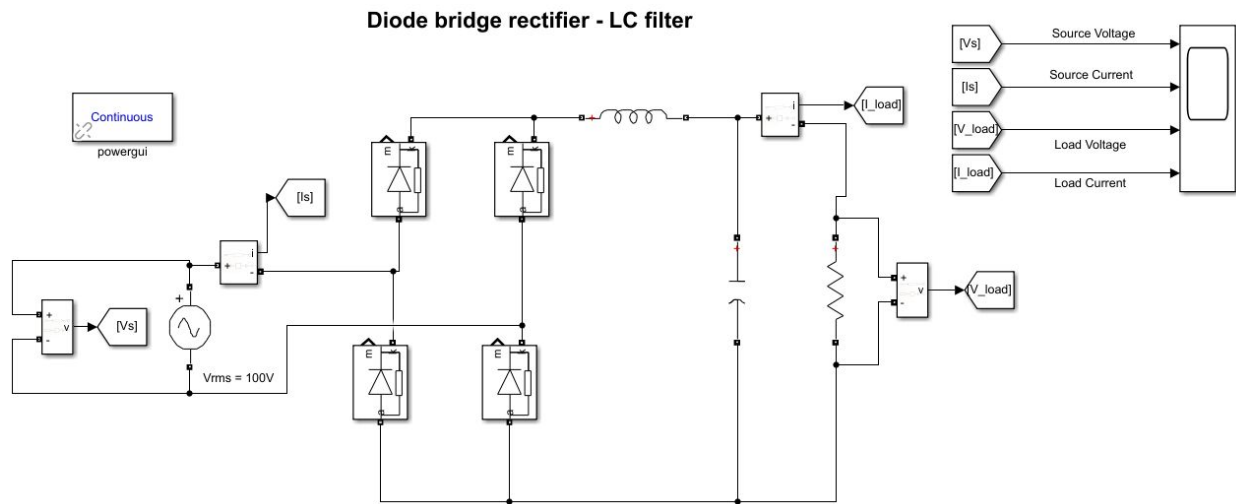 Diode bridge rectifier - LC filter
[Vs]
Source Voltage
[Is]
Source Current
[V_load]
Load Voltage
[I_load]
Load Current
Continuous
powergui
i
+
-
[I_load]
m
k
a
m
k
a
[Is]
i
+
-
+
-
v
[Vs]
+
Vrms = 100V
m
k
a
m
k
a
+
+
+
+
-
v
[V_load]